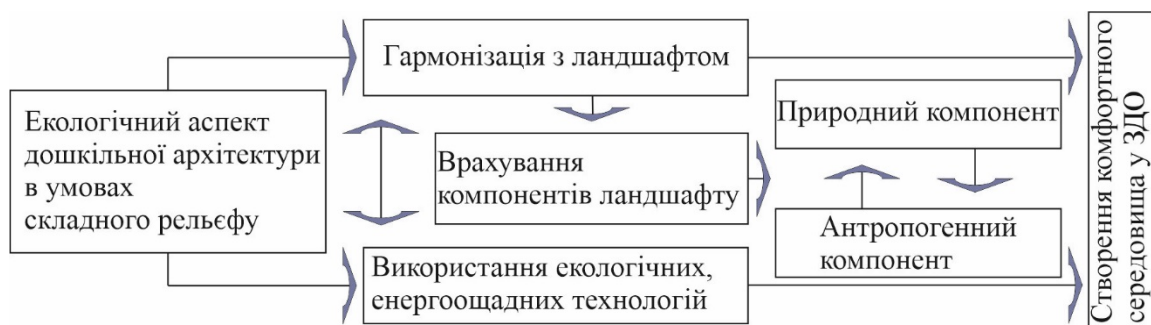 Екологічний аспект
дошкільної архітектури
в умовах
складного рельєфу
Гармонізація з ландшафтом
Врахування
компонентів ландшафту
Використання екологічних,
енергоощадних технологій
Природний компонент
Антропогенний
компонент
Створення комфортного
середовища у ЗДО